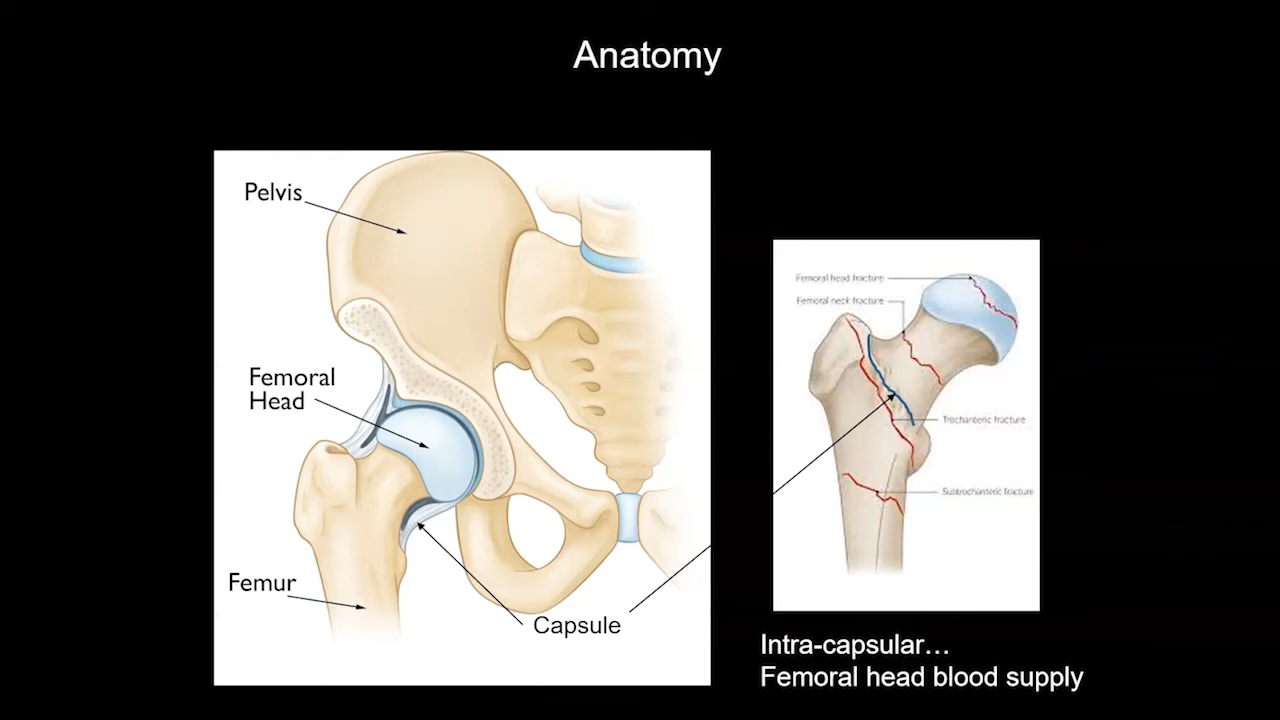 Anatomy
Pelvis
Femoral
Head
Femur
Capsule
Femoral head fracture
Femoral neck fracture
Trochanteric fracture
Subtrochanteric fracture
Intra-capsular…
Femoral head blood supply